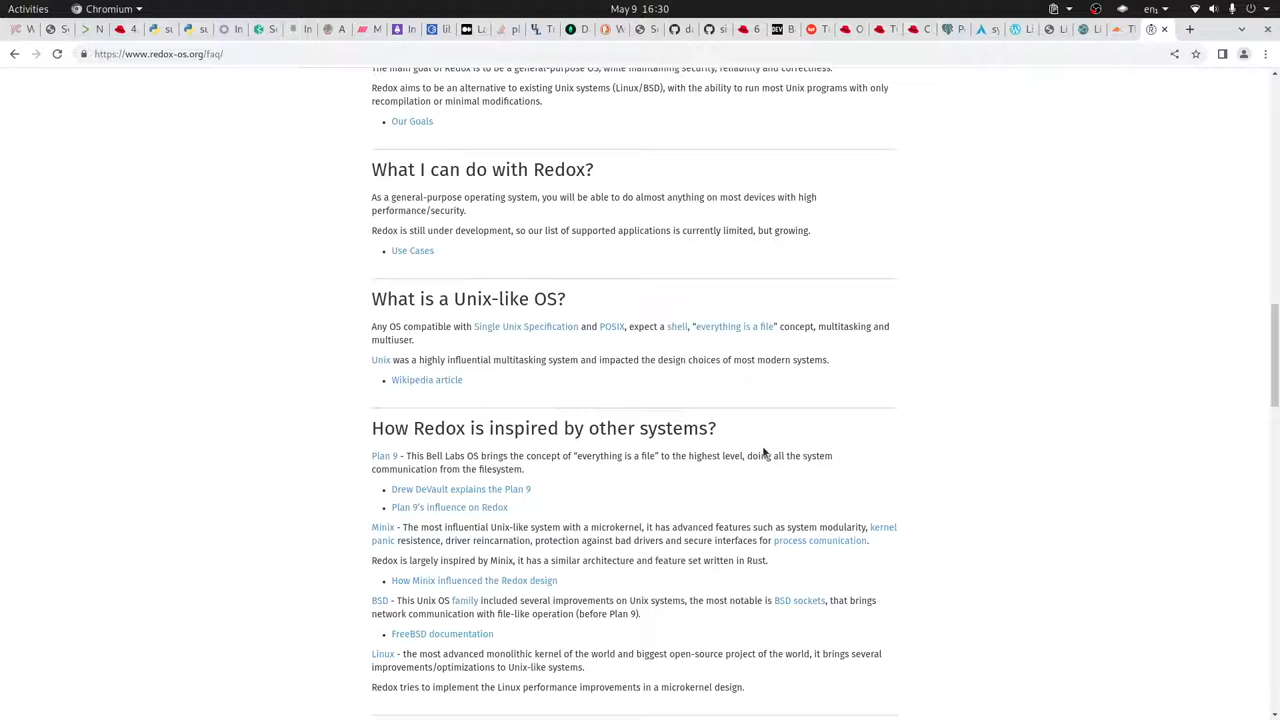 Activities
Chromium
May 9 16:30
en
https://www.redox-os.org/faq/
The main goal of Redox is to be a general-purpose OS, while maintaining security, reliability and correctness.
Redox aims to be an alternative to existing Unix systems (Linux/BSD), with the ability to run most Unix programs with only
recompilation or minimal modifications.
• Our Goals
What I can do with Redox?
As a general-purpose operating system, you will be able to do almost anything on most devices with high
performance/security.
Redox is still under development, so our list of supported applications is currently limited, but growing.
• Use Cases
What is a Unix-like OS?
Any OS compatible with Single Unix Specification and POSIX, expect a shell, “everything is a file” concept, multitasking and
multiuser.
Unix was a highly influential multitasking system and impacted the design choices of most modern systems.
• Wikipedia article
How Redox is inspired by other systems?
Plan 9 - This Bell Labs OS brings the concept of “everything is a file” to the highest level, doing all the system
communication from the filesystem.
• Drew DeVault explains the Plan 9
• Plan 9’s influence on Redox
Minix - The most influential Unix-like system with a microkernel, it has advanced features such as system modularity, kernel
panic resistence, driver reincarnation, protection against bad drivers and secure interfaces for process comunication.
Redox is largely inspired by Minix, it has a similar architecture and feature set written in Rust.
• How Minix influenced the Redox design
BSD - This Unix OS family included several improvements on Unix systems, the most notable is BSD sockets, that brings
network communication with file-like operation (before Plan 9).
• FreeBSD documentation
Linux - the most advanced monolithic kernel of the world and biggest open-source project of the world, it brings several
improvements/optimizations to Unix-like systems.
Redox tries to implement the Linux performance improvements in a microkernel design.